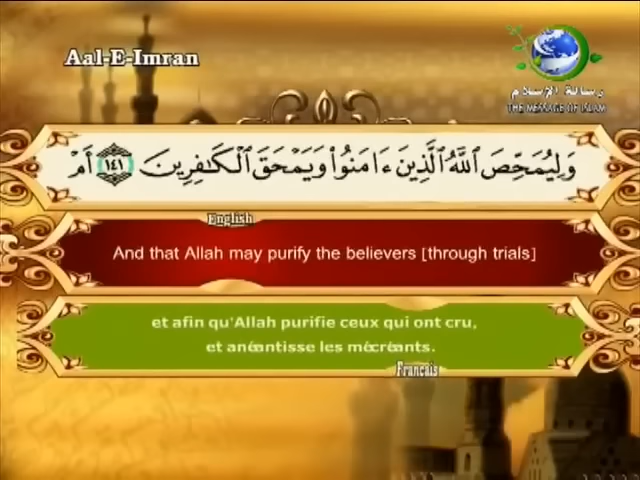 Aal-E-Imran
رسالة الإسلام
THE MESSAGE OF ISLAM
وَلِيُمَحِّصَ ٱللَّهُ ٱلَّذِينَ ءَامَنُوا۟ وَيَمْحَقَ ٱلْكَـٰفِرِينَ ١٤١ أَمْ
English
And that Allah may purify the believers [through trials]
et afin qu'Allah purifie ceux qui ont cru,
et anéantisse les mécréants.
Français